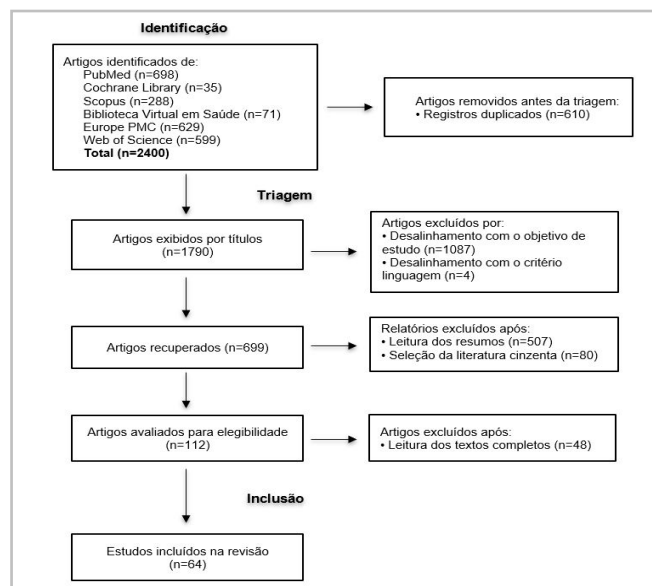 Identificação
Artigos identificados de:
PubMed (n=698)
Cochrane Library (n=35)
Scopus (n=288)
Biblioteca Virtual em Saúde (n=71)
Europe PMC (n=629)
Web of Science (n=599)
Total (n=2400)
Artigos removidos antes da triagem:
• Registros duplicados (n=610)
Triagem
Artigos exibidos por títulos
(n=1790)
Artigos excluídos por:
• Desalinhamento com o objetivo de
estudo (n=1087)
• Desalinhamento com o critério
linguagem (n=4)
Artigos recuperados (n=699)
Relatórios excluídos após:
• Leitura dos resumos (n=507)
• Seleção da literatura cinzenta (n=80)
Artigos avaliados para elegibilidade
(n=112)
Artigos excluídos após:
• Leitura dos textos completos (n=48)
Inclusão
Estudos incluídos na revisão
(n=64)